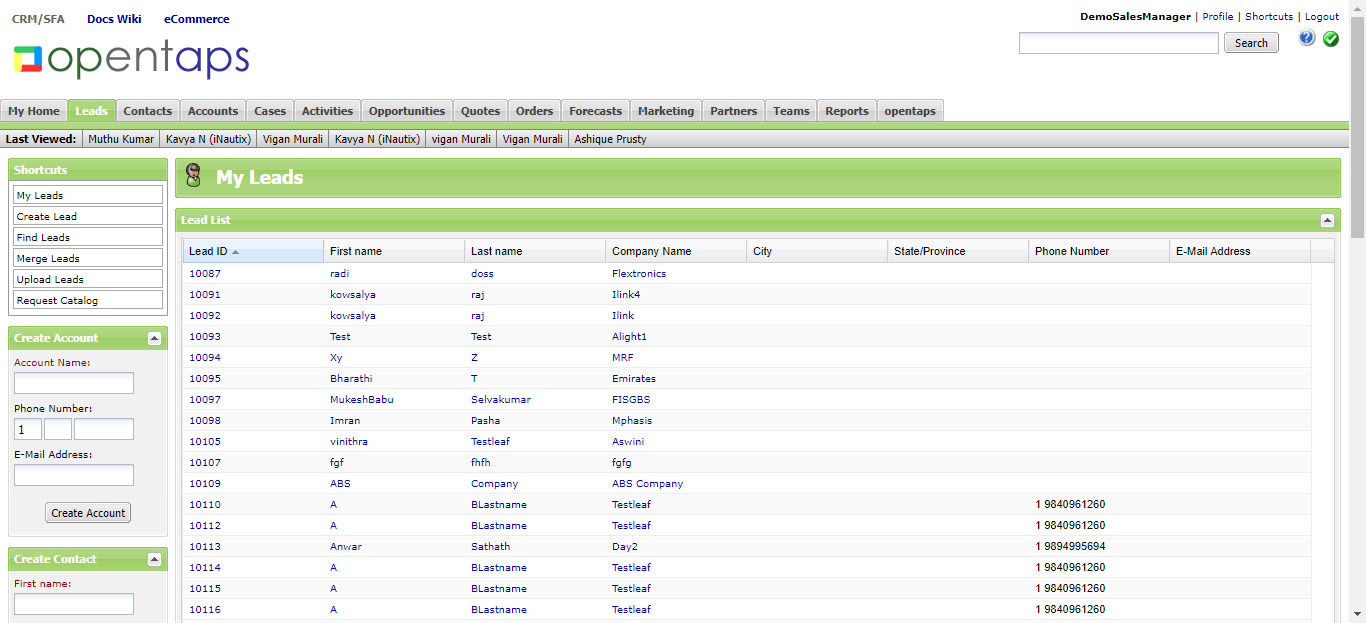 CRM/SFA Docs Wiki eCommerce
DemoSalesManager | Profile | Shortcuts | Logout
opentaps
Search
My Home Leads Contacts Accounts Cases Activities Opportunities Quotes Orders Forecasts Marketing Partners Teams Reports opentaps
Last Viewed: Muthu Kumar Kavya N (iNautix) Vigan Murali Kavya N (iNautix) vigan Murali Vigan Murali Ashique Prusty
Shortcuts
My Leads
Create Lead
Find Leads
Merge Leads
Upload Leads
Request Catalog
Create Account
Account Name:
Phone Number:
1
E-Mail Address:
Create Account
Create Contact
First name:
My Leads
Lead List
Lead ID First name Last name Company Name City State/Province Phone Number E-Mail Address
10087 radi doss Flextronics
10091 kowsalya raj Ilink4
10092 kowsalya raj Ilink
10093 Test Test Alight1
10094 Xy Z MRF
10095 Bharathi T Emirates
10097 MukeshBabu Selvakumar FISGBS
10098 Imran Pasha Mphasis
10105 vinithra Testleaf Aswini
10107 fgf fhfh fgfg
10109 ABS Company ABS Company
10110 A BLastname Testleaf 1 9840961260
10112 A BLastname Testleaf 1 9840961260
10113 Anwar Sathath Day2 1 9894995694
10114 A BLastname Testleaf 1 9840961260
10115 A BLastname Testleaf 1 9840961260
10116 A BLastname Testleaf 1 9840961260